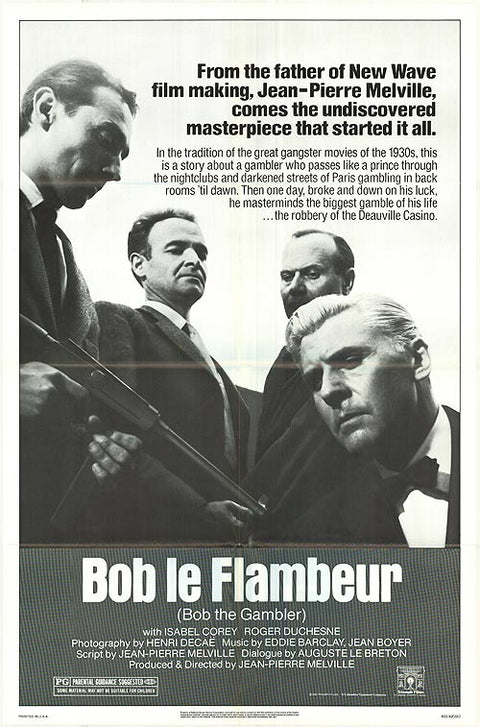 From the father of New Wave
film making, Jean-Pierre Melville,
comes the undiscovered
masterpiece that started it all.
In the tradition of the great gangster movies of the 1930s, this
is a story about a gambler who passes like a prince through
the nightclubs and darkened streets of Paris gambling in back
rooms 'til dawn. Then one day, broke and down on his luck,
he masterminds the biggest gamble of his life
...the robbery of the Deauville Casino.
Bob le Flambeur
(Bob the Gambler)
with ISABEL COREY ROGER DUCHESNE
Photography by HENRI DECAË Music by EDDIE BARCLAY, JEAN BOYER
Script by JEAN-PIERRE MELVILLE Dialogue by AUGUSTE LE BRETON
Produced & Directed by JEAN-PIERRE MELVILLE
PG PARENTAL GUIDANCE SUGGESTED
SOME MATERIAL MAY NOT BE SUITABLE FOR CHILDREN
PRINTED IN U.S.A.